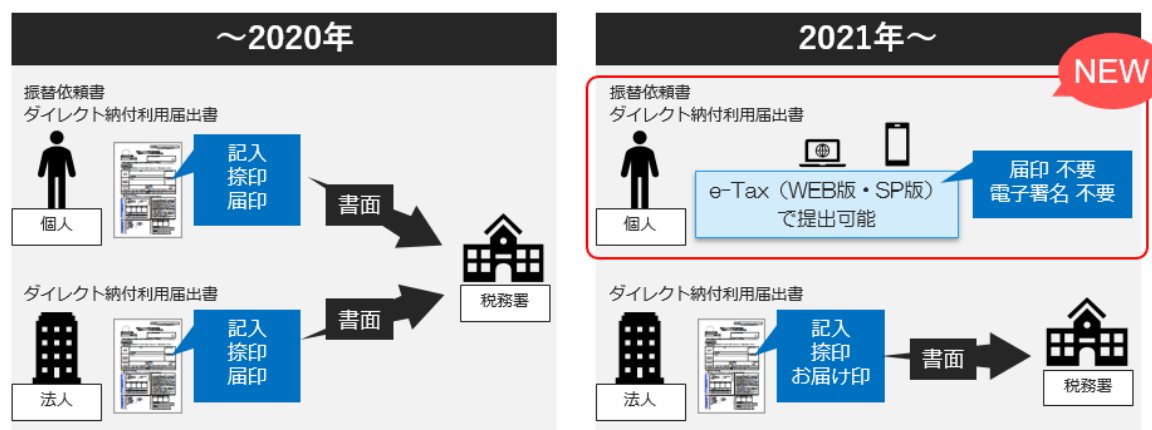 ～2020年
振替依頼書
ダイレクト納付利用届出書
記入
捺印
届印
書面
個人
税務署
ダイレクト納付利用届出書
記入
捺印
届印
書面
法人
2021年～
NEW
振替依頼書
ダイレクト納付利用届出書
e-Tax（WEB版・SP版）
で提出可能
届印 不要
電子署名 不要
個人
ダイレクト納付利用届出書
記入
捺印
お届け印
書面
税務署
法人